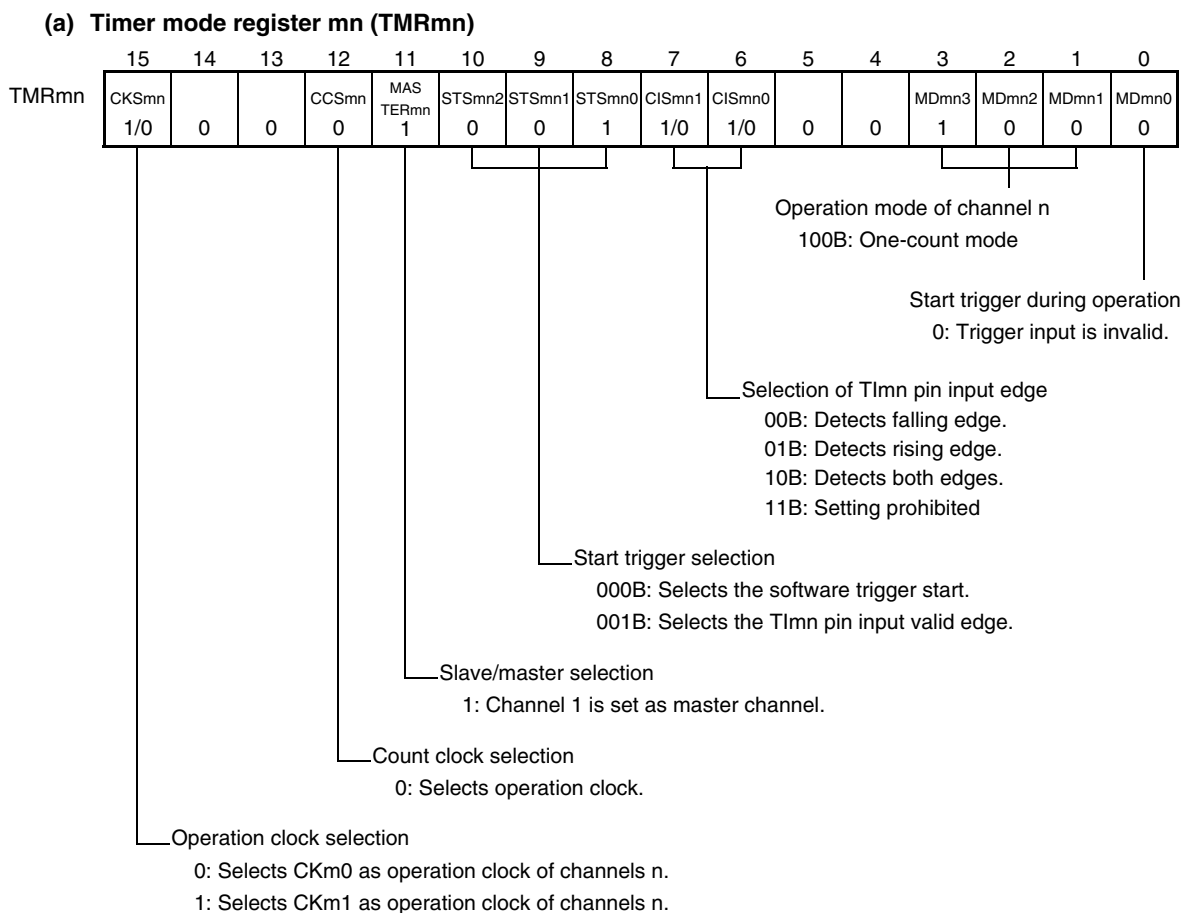 (a) Timer mode register mn (TMRmn)
15 14 13 12 11 10 9 8 7 6 5 4 3 2 1 0
TMRmn CKSmn CCSmn MAS TERmn STSmn2 STSmn1 STSmn0 CISmn1 CISmn0 MDmn3 MDmn2 MDmn1 MDmn0
1/0 0 0 0 1 0 0 1 1/0 1/0 0 0 1 0 0 0
Operation mode of channel n
100B: One-count mode
Start trigger during operation
0: Trigger input is invalid.
Selection of TImn pin input edge
00B: Detects falling edge.
01B: Detects rising edge.
10B: Detects both edges.
11B: Setting prohibited
Start trigger selection
000B: Selects the software trigger start.
001B: Selects the TImn pin input valid edge.
Slave/master selection
1: Channel 1 is set as master channel.
Count clock selection
0: Selects operation clock.
Operation clock selection
0: Selects CKm0 as operation clock of channels n.
1: Selects CKm1 as operation clock of channels n.